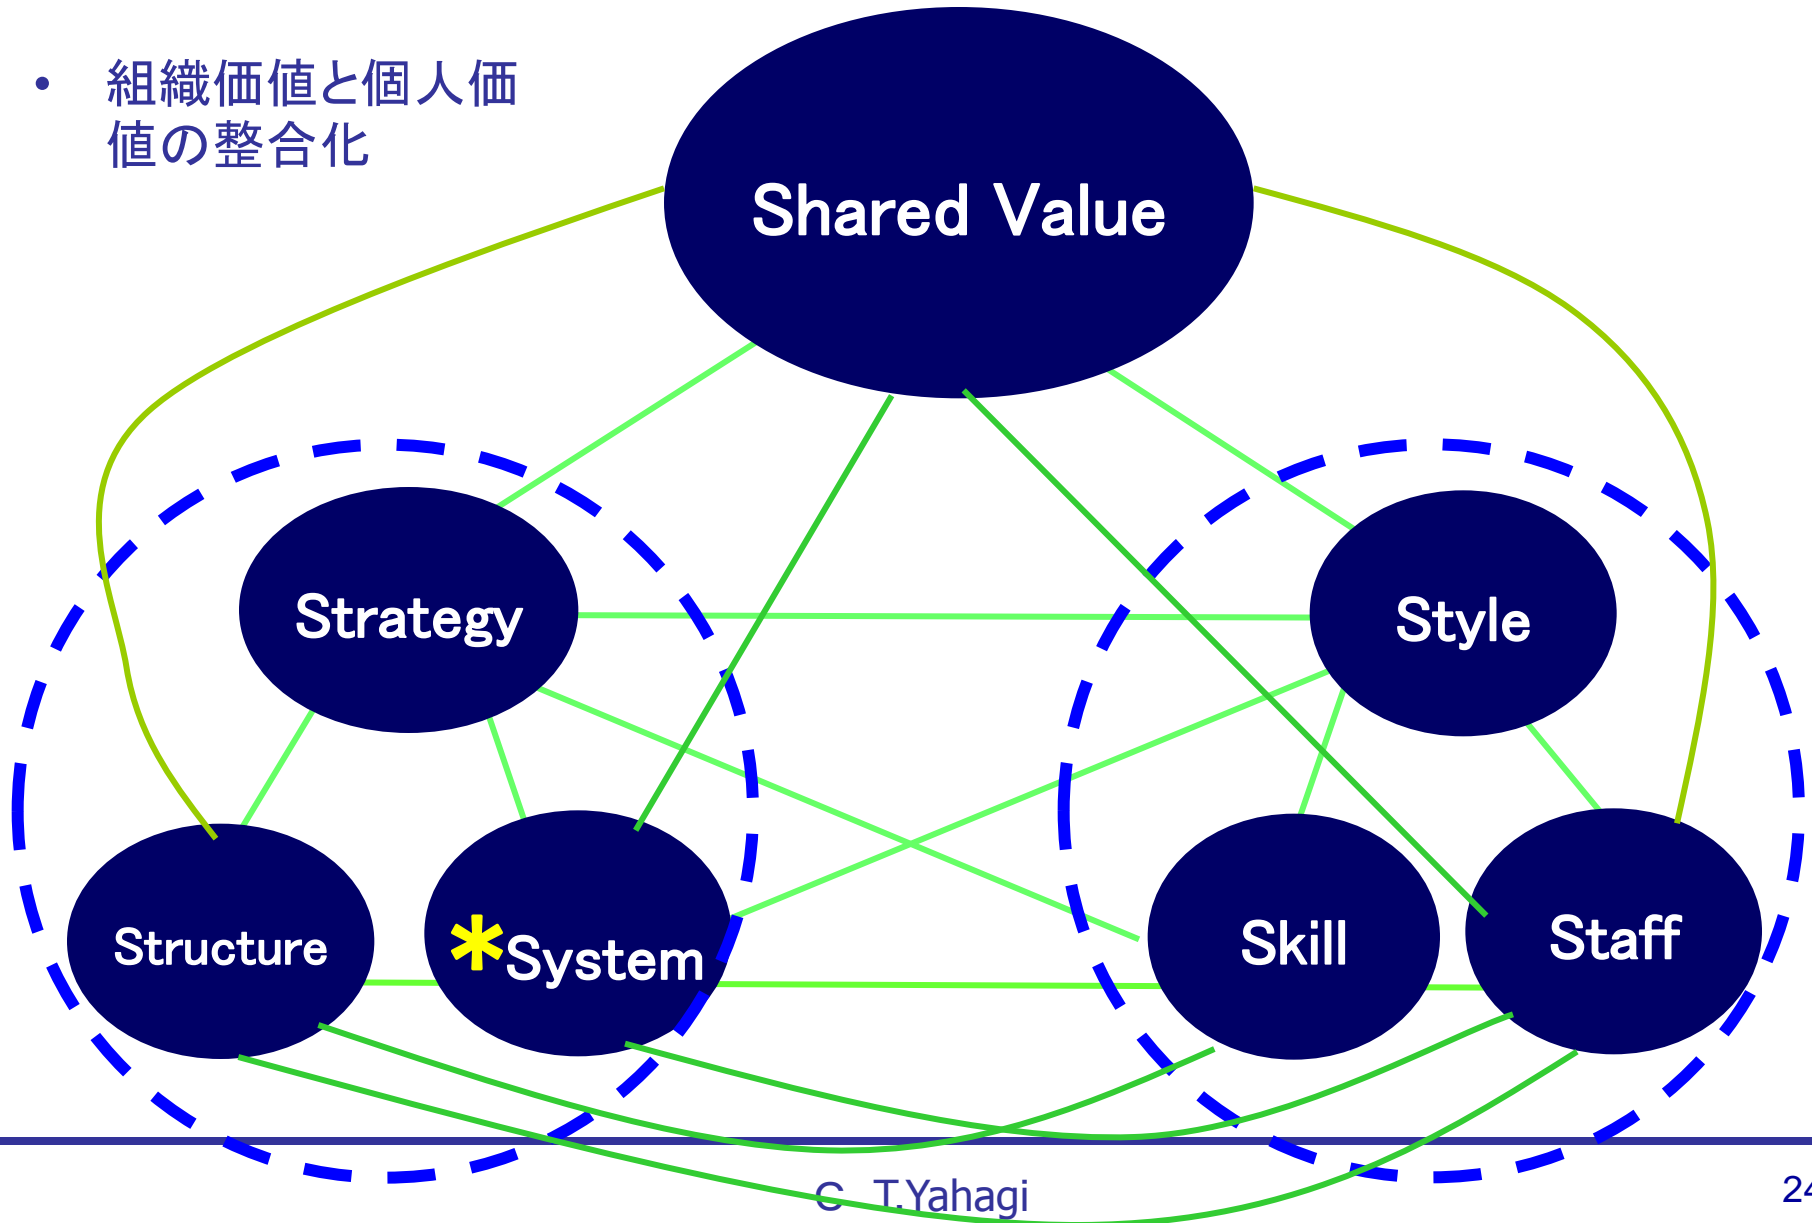 • 組織価値と個人価
値の整合化
Shared Value
Strategy
Style
Structure
*System
Skill
Staff
C T.Yahagi
24